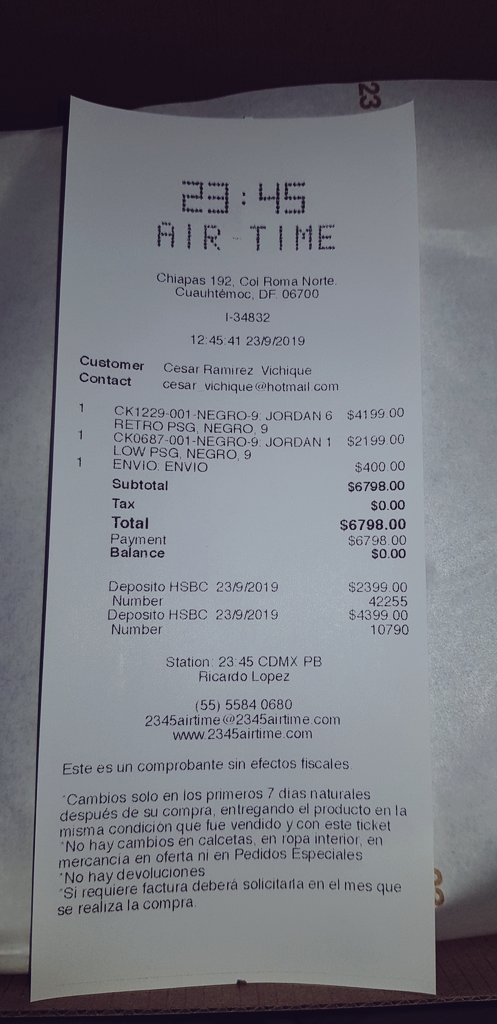 23
23:45
AIR-TIME
Chiapas 192, Col Roma Norte.
Cuauhtémoc, DF. 06700
I-34832
12:45:41 23/9/2019
Customer Cesar Ramirez Vichique
Contact cesar_vichique@hotmail.com
1 CK1229-001-NEGRO-9: JORDAN 6 $4199.00
RETRO PSG, NEGRO, 9
1 CK0687-001-NEGRO-9: JORDAN 1 $2199.00
LOW PSG, NEGRO, 9
1 ENVIO: ENVIO $400.00
Subtotal $6798.00
Tax $0.00
Total $6798.00
Payment $6798.00
Balance $0.00
Deposito HSBC 23/9/2019 $2399.00
Number 42255
Deposito HSBC 23/9/2019 $4399.00
Number 10790
Station: 23:45 CDMX PB
Ricardo Lopez
(55) 5584 0680
2345airtime@2345airtime.com
www.2345airtime.com
Este es un comprobante sin efectos fiscales.
*Cambios solo en los primeros 7 días naturales
después de su compra, entregando el producto en la
misma condición que fue vendido y con este ticket
*No hay cambios en calcetas, en ropa interior, en
mercancía en oferta ni en Pedidos Especiales
*No hay devoluciones
*Si requiere factura deberá solicitarla en el mes que
se realiza la compra.